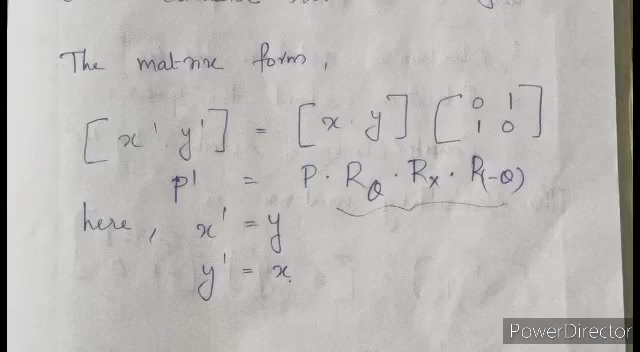 The matrix form,
[x' y'] = [x y] [0 1
1 0]
P' = P · Rθ · Rx · R(-θ)
here, x' = y
y' = x
PowerDirector